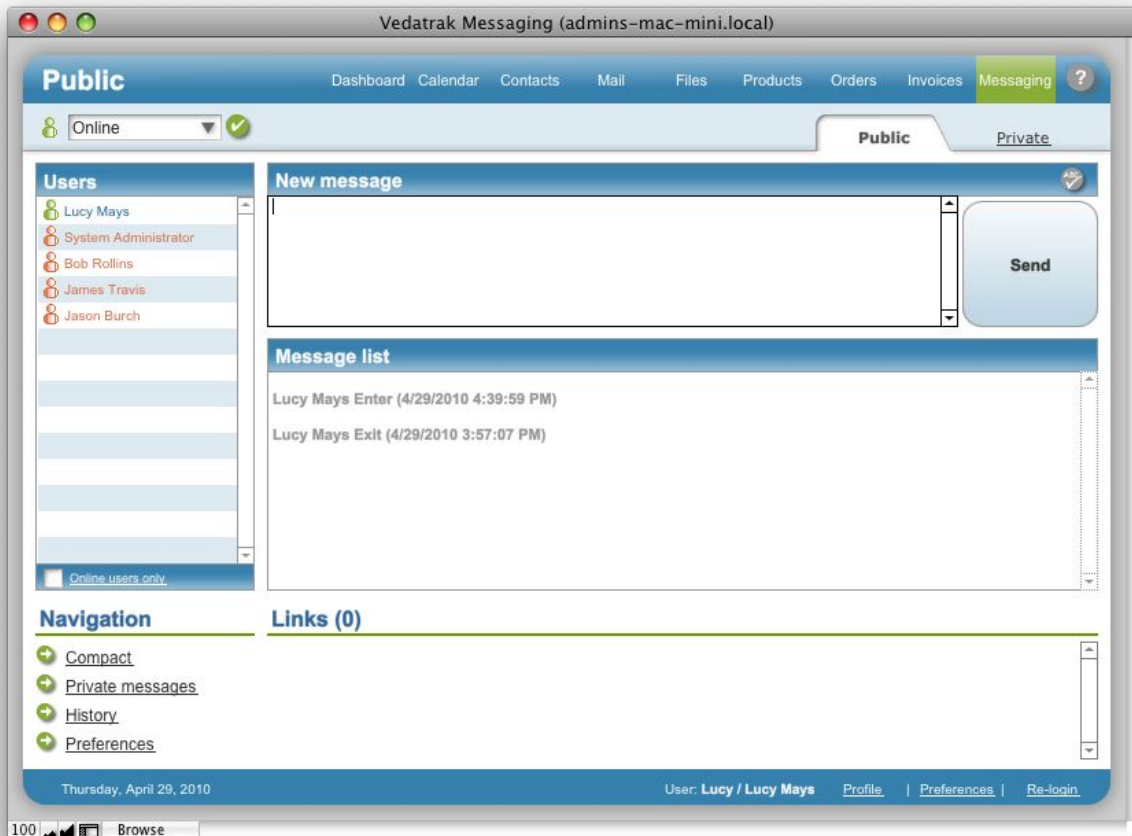 Vedatrak Messaging (admins-mac-mini.local)
Public Dashboard Calendar Contacts Mail Files Products Orders Invoices Messaging ?
Online Public Private
Users
Lucy Mays
System Administrator
Bob Rollins
James Travis
Jason Burch
Online users only
New message ABC
Send
Message list
Lucy Mays Enter (4/29/2010 4:39:59 PM)
Lucy Mays Exit (4/29/2010 3:57:07 PM)
Navigation
Compact
Private messages
History
Preferences
Links (0)
Thursday, April 29, 2010 User: Lucy / Lucy Mays Profile | Preferences | Re-login
100 Browse